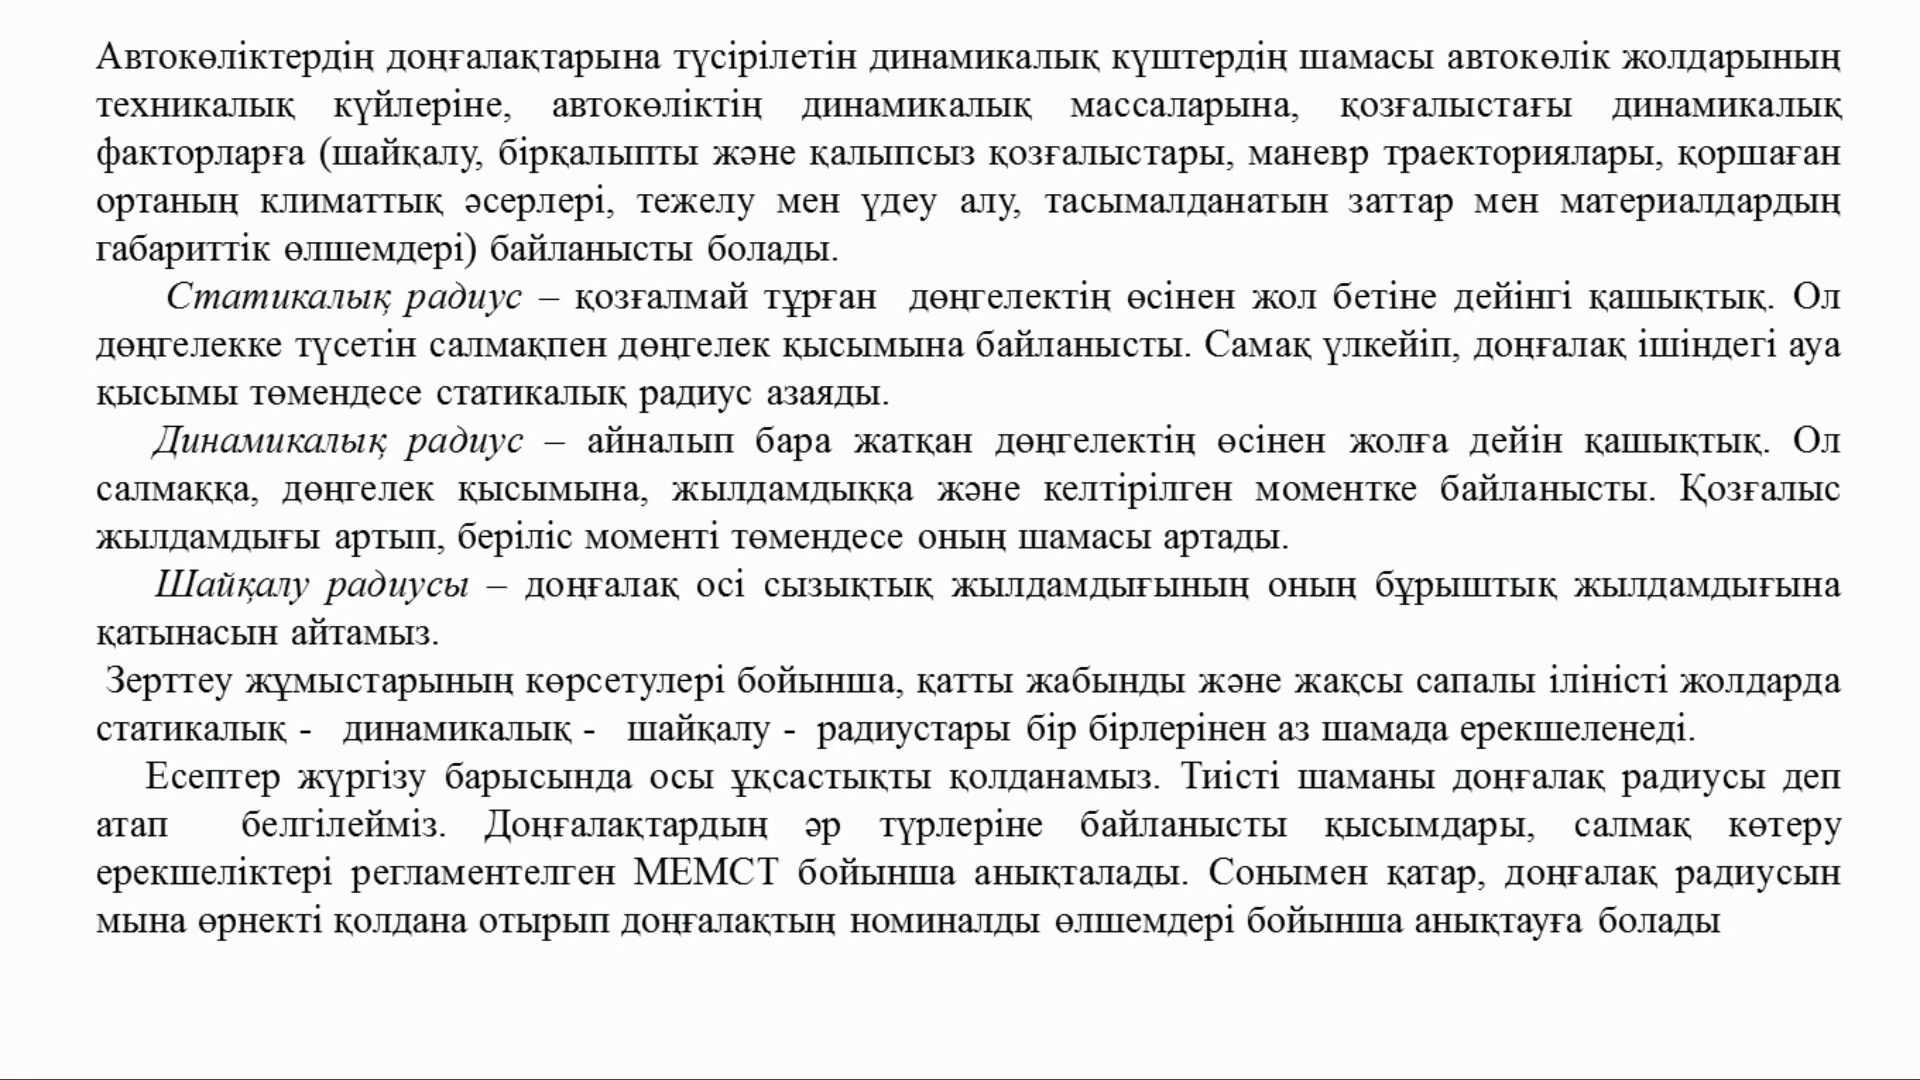 Автокөліктердің доңғалақтарына түсірілетін динамикалық күштердің шамасы автокөлік жолдарының
техникалық күйлеріне, автокөліктің динамикалық массаларына, қозғалыстағы динамикалық
факторларға (шайқалу, бірқалыпты және қалыпсыз қозғалыстары, маневр траекториялары, қоршаған
ортаның климаттық әсерлері, тежелу мен үдеу алу, тасымалданатын заттар мен материалдардың
габариттік өлшемдері) байланысты болады.
Статикалық радиус – қозғалмай тұрған дөңгелектің өсінен жол бетіне дейінгі қашықтық. Ол
дөңгелекке түсетін салмақпен дөңгелек қысымына байланысты. Самақ үлкейіп, доңғалақ ішіндегі ауа
қысымы төмендесе статикалық радиус азаяды.
Динамикалық радиус – айналып бара жатқан дөңгелектің өсінен жолға дейін қашықтық. Ол
салмаққа, дөңгелек қысымына, жылдамдыққа және келтірілген моментке байланысты. Қозғалыс
жылдамдығы артып, беріліс моменті төмендесе оның шамасы артады.
Шайқалу радиусы – доңғалақ осі сызықтық жылдамдығының оның бұрыштық жылдамдығына
қатынасын айтамыз.
Зерттеу жұмыстарының көрсетулері бойынша, қатты жабынды және жақсы сапалы іліністі жолдарда
статикалық - динамикалық - шайқалу - радиустары бір бірлерінен аз шамада ерекшеленеді.
Есептер жүргізу барысында осы ұқсастықты қолданамыз. Тиісті шаманы доңғалақ радиусы деп
атап белгілейміз. Доңғалақтардың әр түрлеріне байланысты қысымдары, салмақ көтеру
ерекшеліктері регламентелген МЕМСТ бойынша анықталады. Сонымен қатар, доңғалақ радиусын
мына өрнекті қолдана отырып доңғалақтың номиналды өлшемдері бойынша анықтауға болады